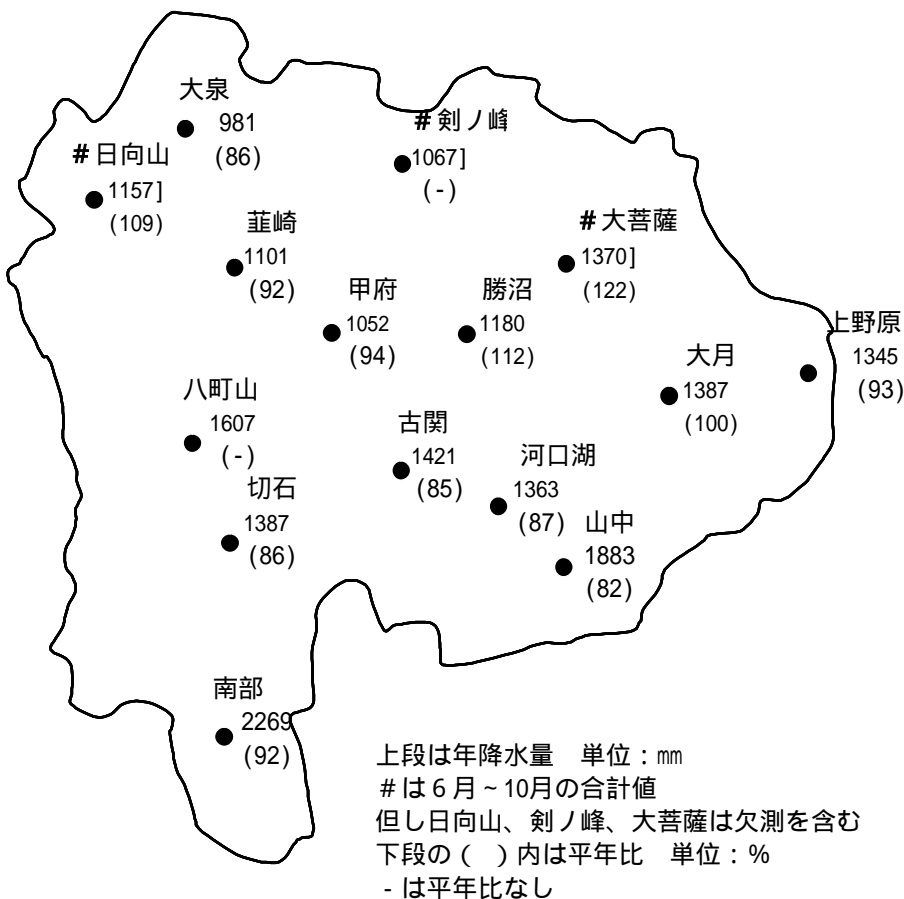 大泉
981
(86)
#剣ノ峰
1067]
(-)
#日向山
1157]
(109)
韮崎
1101
(92)
#大菩薩
1370]
(122)
甲府
1052
(94)
勝沼
1180
(112)
上野原
1345
(93)
大月
1387
(100)
八町山
1607
(-)
古関
1421
(85)
河口湖
1363
(87)
切石
1387
(86)
山中
1883
(82)
南部
2269
(92)
上段は年降水量 単位：㎜
#は6月~10月の合計値
但し日向山、剣ノ峰、大菩薩は欠測を含む
下段の( )内は平年比 単位：%
-は平年比なし